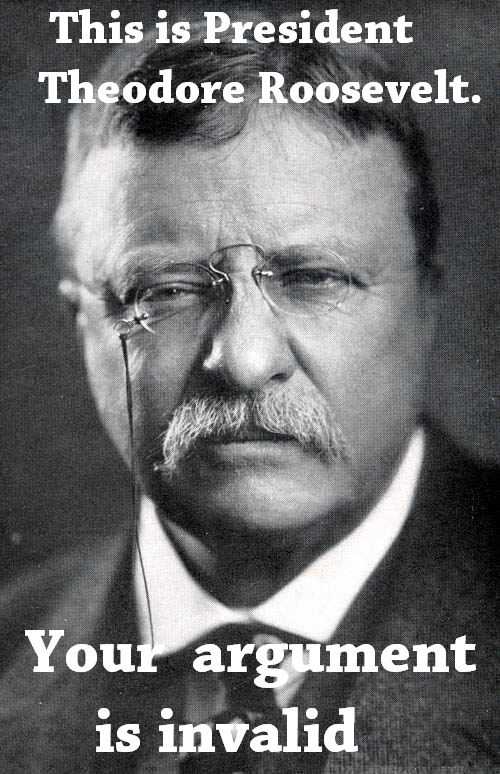 This is President
Theodore Roosevelt.
Your argument
is invalid